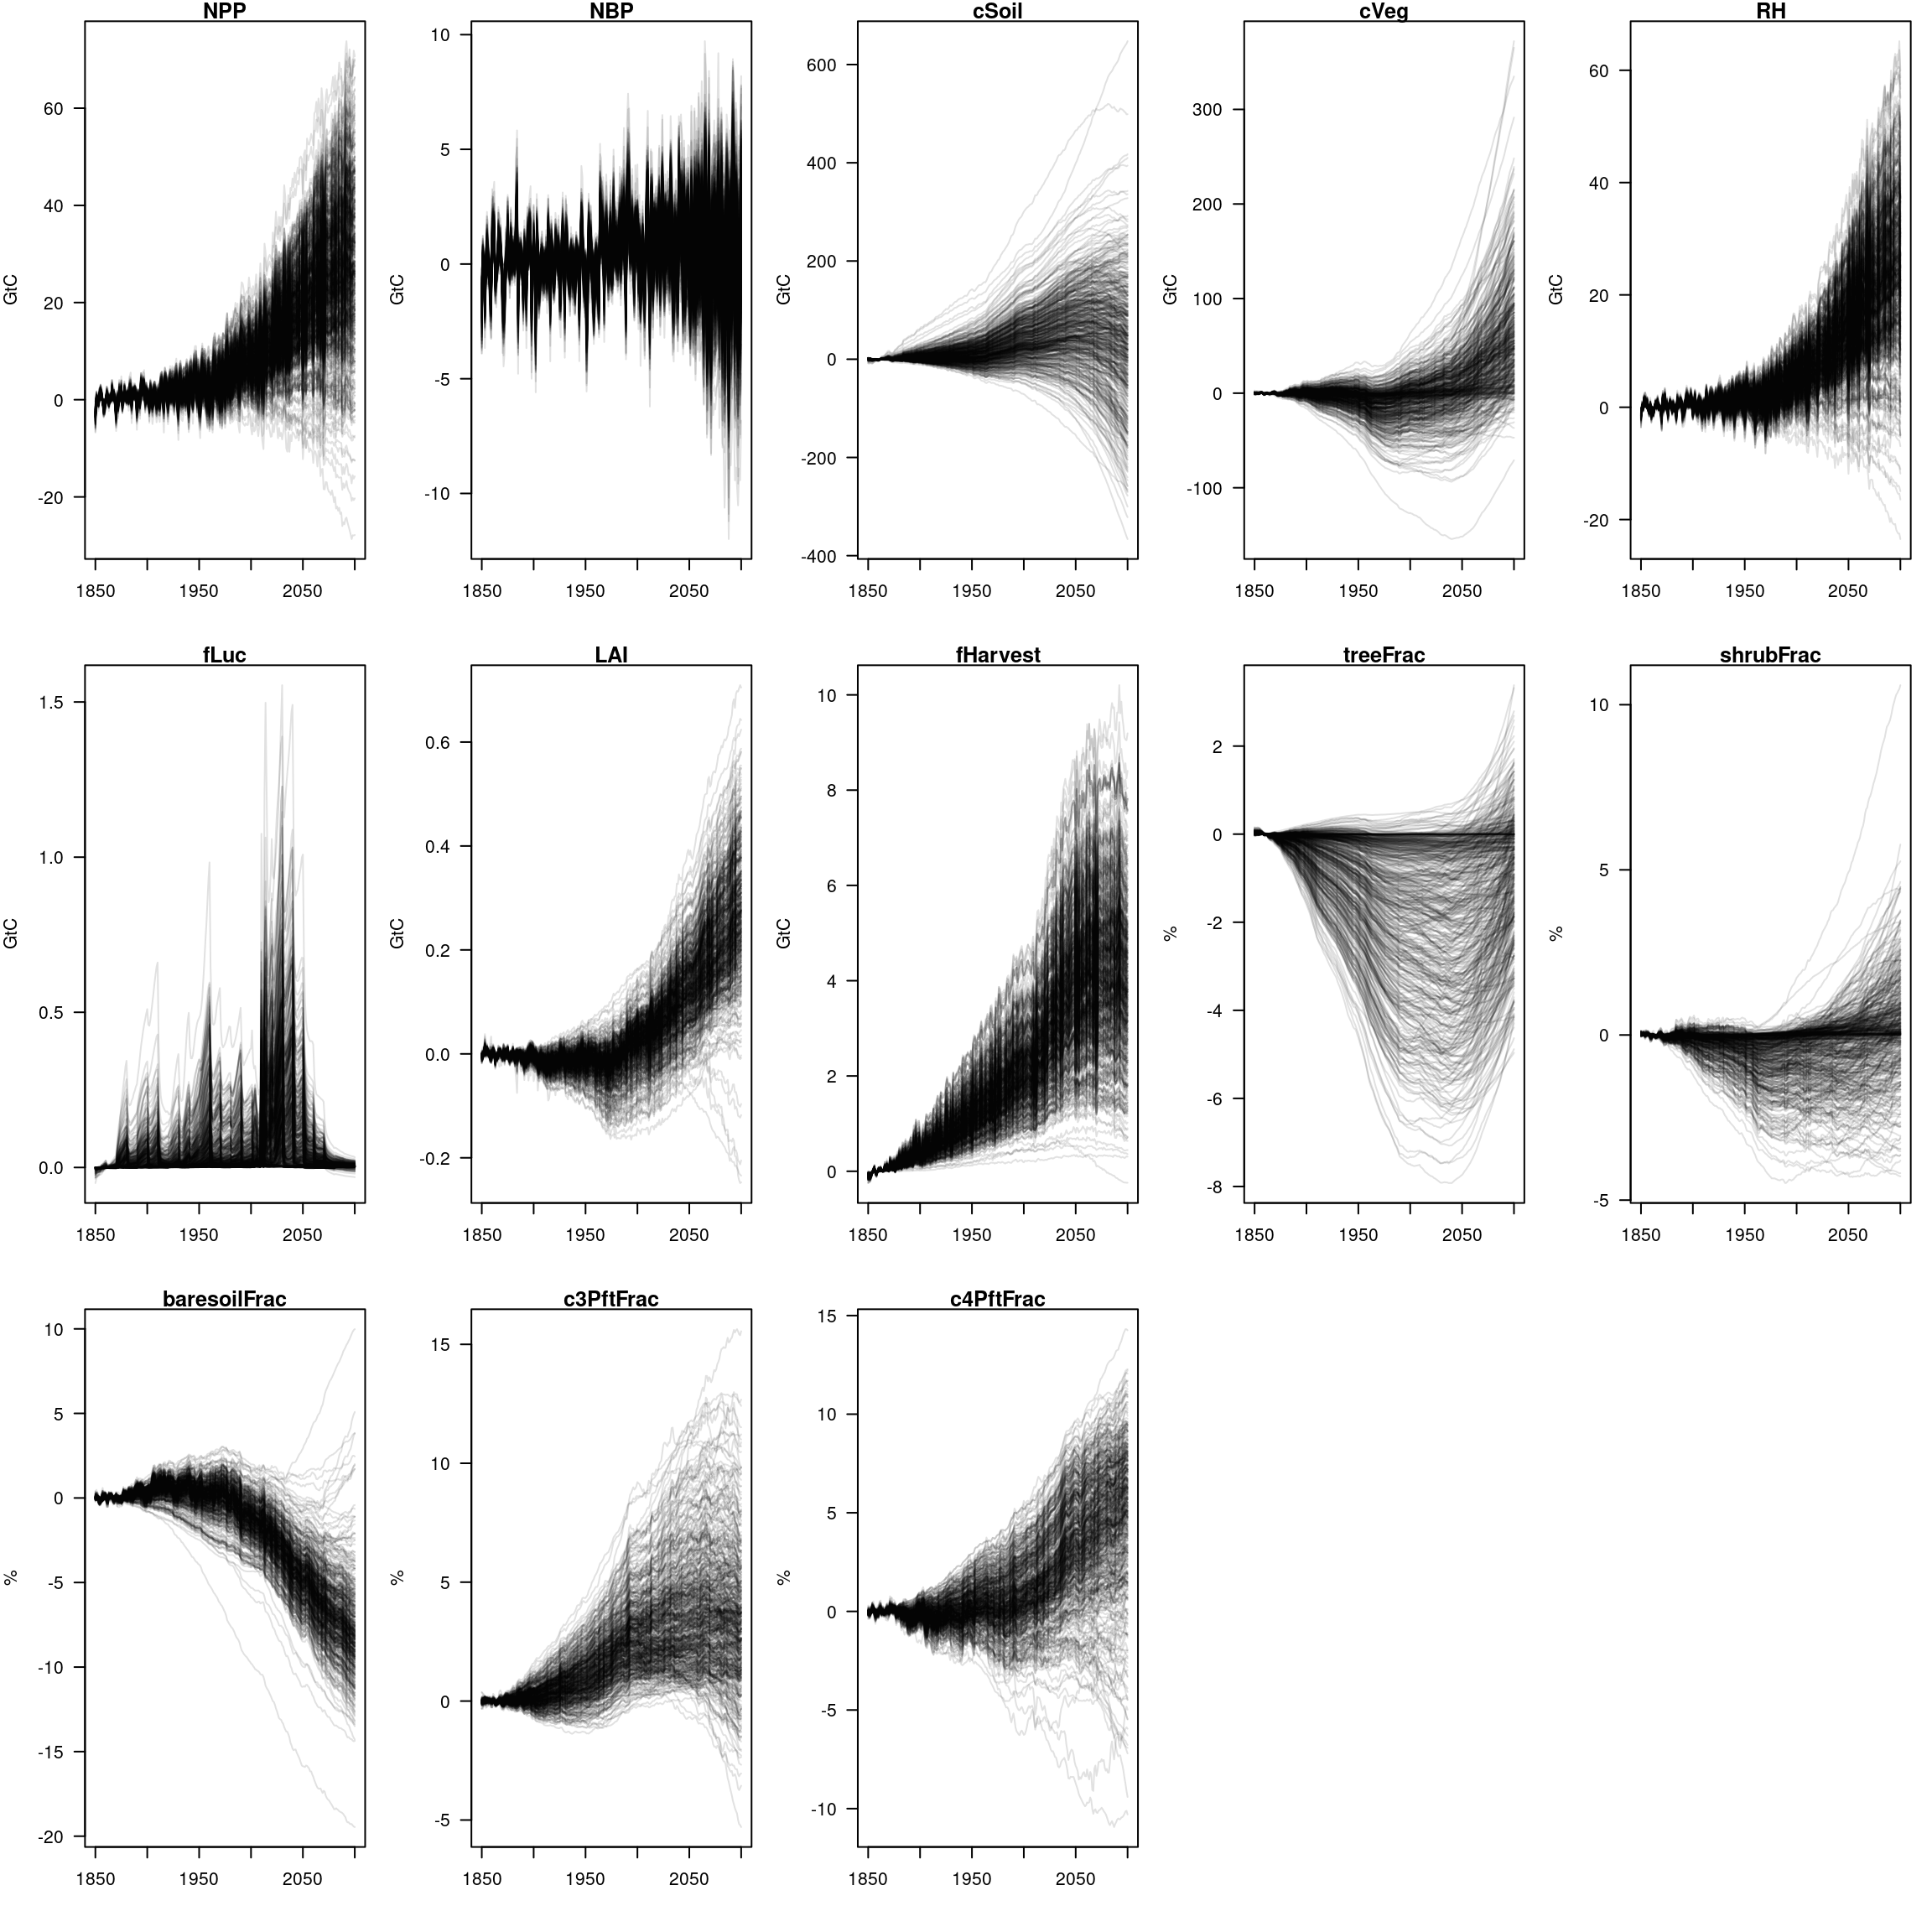 NPP
GtC
60
40
20
0
-20
1850 1950 2050
NBP
GtC
10
5
0
-5
-10
1850 1950 2050
cSoil
GtC
600
400
200
0
-200
-400
1850 1950 2050
cVeg
GtC
300
200
100
0
-100
1850 1950 2050
RH
GtC
60
40
20
0
-20
1850 1950 2050
fLuc
GtC
1.5
1.0
0.5
0.0
1850 1950 2050
LAI
GtC
0.6
0.4
0.2
0.0
-0.2
1850 1950 2050
fHarvest
GtC
10
8
6
4
2
0
1850 1950 2050
treeFrac
%
2
0
-2
-4
-6
-8
1850 1950 2050
shrubFrac
%
10
5
0
-5
1850 1950 2050
baresoilFrac
%
10
5
0
-5
-10
-15
-20
1850 1950 2050
c3PftFrac
%
15
10
5
0
-5
1850 1950 2050
c4PftFrac
%
15
10
5
0
-5
-10
1850 1950 2050